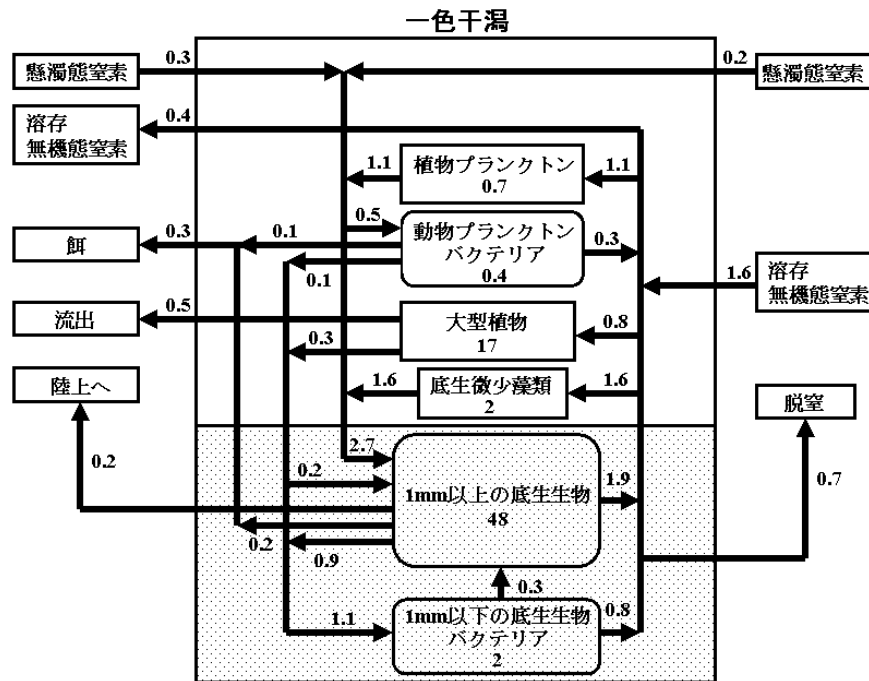 一色干潟
0.3
0.2
懸濁態窒素
懸濁態窒素
0.4
溶存
無機態窒素
1.1
植物プランクトン
0.7
1.1
0.5
動物プランクトン
バクテリア
0.4
0.3
0.3
0.1
餌
0.1
1.6
溶存
無機態窒素
0.5
流出
大型植物
17
0.8
0.3
陸上へ
1.6
底生微少藻類
2
1.6
脱窒
2.7
0.2
0.2
1mm以上の底生生物
48
1.9
0.7
0.2
0.9
0.3
1.1
1mm以下の底生生物
バクテリア
2
0.8